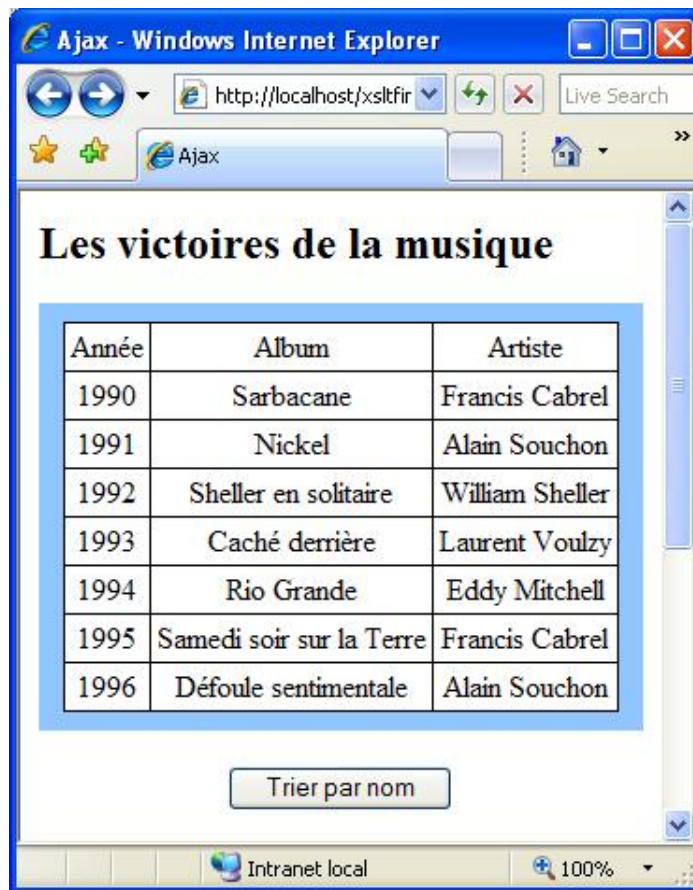 Ajax - Windows Internet Explorer
http://localhost/xsltfir
Live Search
Ajax
»
Les victoires de la musique
Année Album Artiste
1990 Sarbacane Francis Cabrel
1991 Nickel Alain Souchon
1992 Sheller en solitaire William Sheller
1993 Caché derrière Laurent Voulzy
1994 Rio Grande Eddy Mitchell
1995 Samedi soir sur la Terre Francis Cabrel
1996 Défoule sentimentale Alain Souchon
Trier par nom
Intranet local 100%